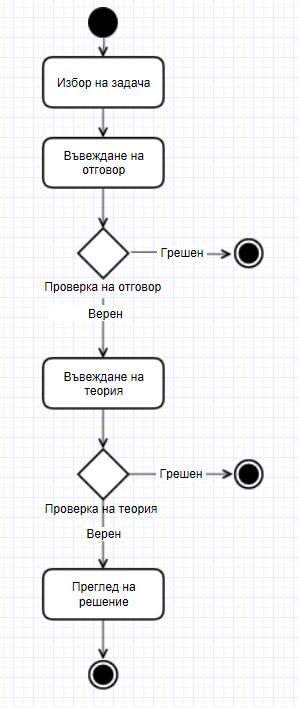 Избор на задача
Въвеждане на
отговор
Грешен
Проверка на отговор
Верен
Въвеждане на
теория
Грешен
Проверка на теория
Верен
Преглед на
решение